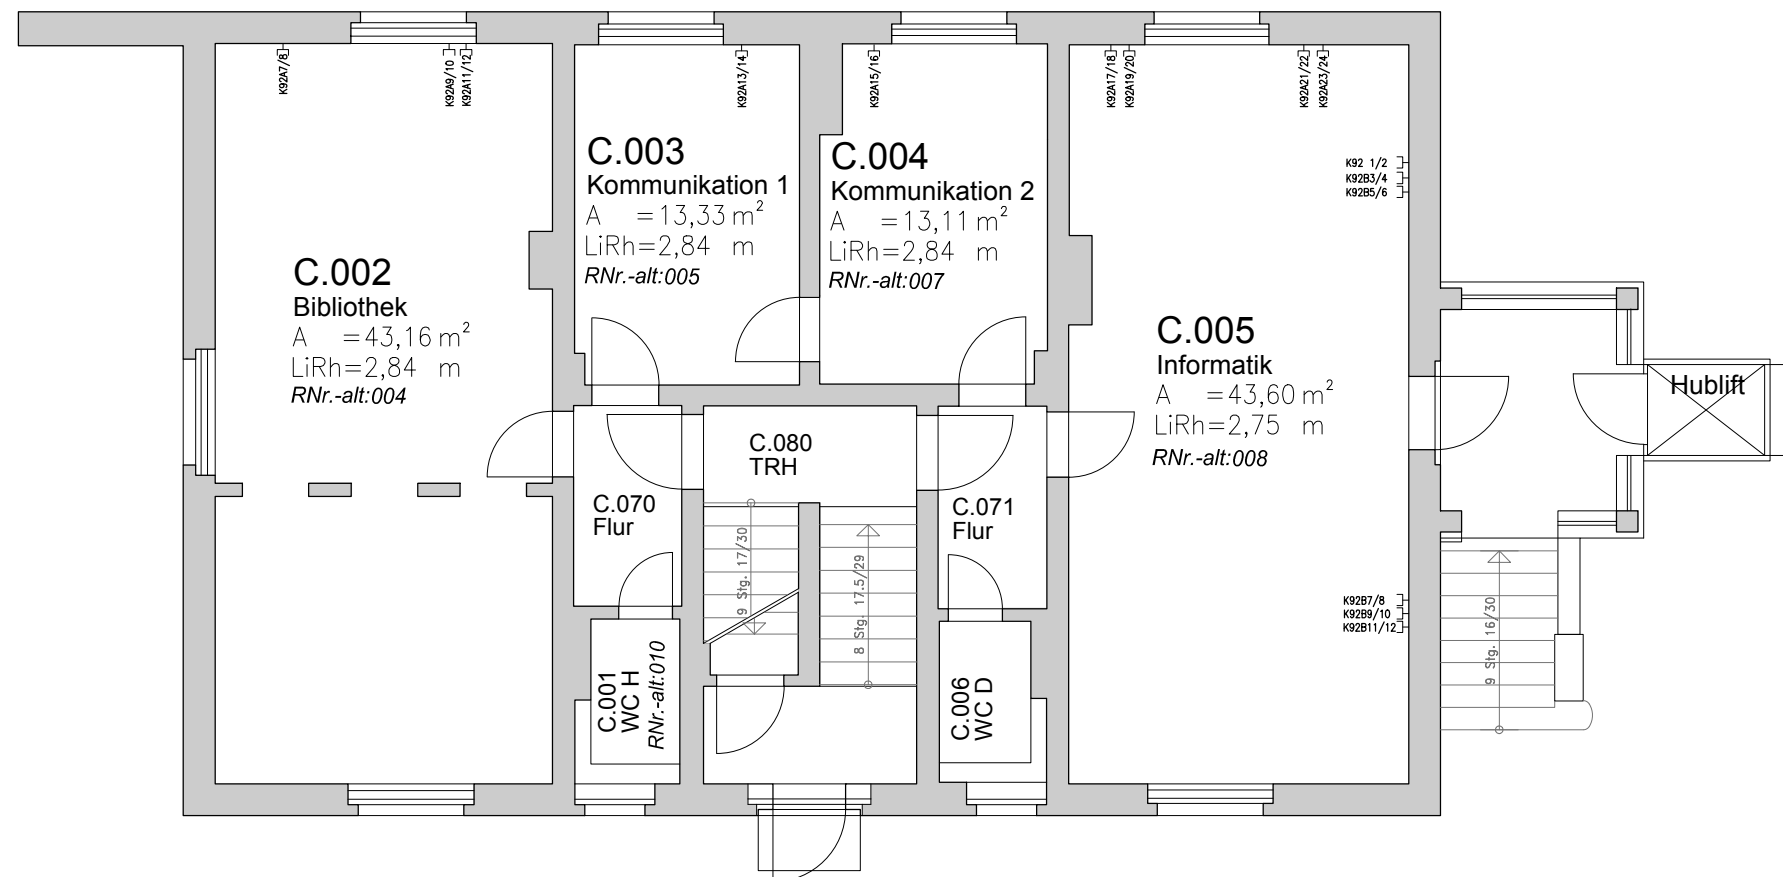 K92A7/8
K92A9/10
K92A11/12
K92A13/14
K92A15/16
K92A17/18
K92A19/20
K92A21/22
K92A23/24
C.003
Kommunikation 1
A =13,33 m²
LiRh=2,84 m
RNr.-alt:005
C.004
Kommunikation 2
A =13,11 m²
LiRh=2,84 m
RNr.-alt:007
K92 1/2
K92B3/4
K92B5/6
C.002
Bibliothek
A =43,16 m²
LiRh=2,84 m
RNr.-alt:004
C.005
Informatik
A =43,60 m²
LiRh=2,75 m
RNr.-alt:008
Hublift
C.080
TRH
C.070
Flur
C.071
Flur
9 Stg. 17/30
8 Stg. 17.5/29
K92B7/8
K92B9/10
K92B11/12
9 Stg. 16/30
C.001
WC H
RNr.-alt:010
C.006
WC D